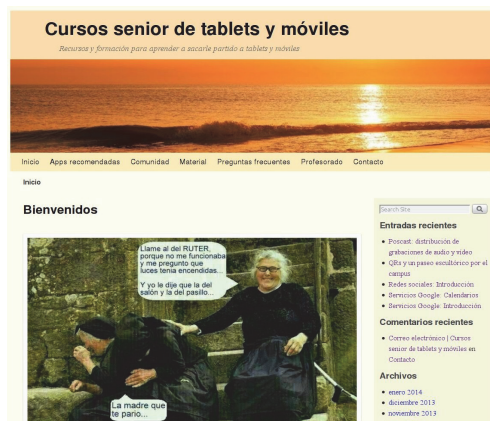 Cursos senior de tablets y móviles
Recursos y formación para aprender a sacarle partido a tablets y móviles
Inicio Apps recomendadas Comunidad Material Preguntas frecuentes Profesorado Contacto
Inicio
Bienvenidos
Llame al del RUTER,
porque no me funcionaba
y me pregunto que
luces tenia encendidas...
Y yo le dije que la del
salón y la del pasillo...
La madre que
te pario...
Search Site
Entradas recientes
Poscast: distribución de
grabaciones de audio y video
QRs y un paseo escultórico por el
campus
Redes sociales: Introducción
Servicios Google: Calendarios
Servicios Google: Introducción
Comentarios recientes
Correo electrónico | Cursos
senior de tablets y móviles en
Contacto
Archivos
enero 2014
diciembre 2013
noviembre 2013